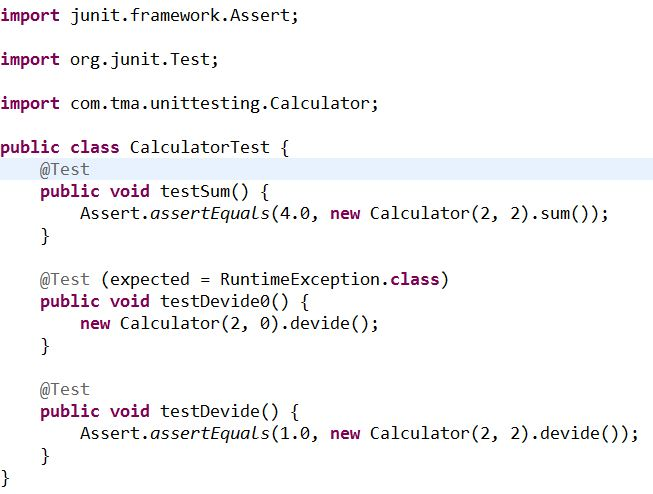 import junit.framework.Assert;
import org.junit.Test;
import com.tma.unittesting.Calculator;
public class CalculatorTest {
@Test
public void testSum() {
Assert.assertEquals(4.0, new Calculator(2, 2).sum());
}
@Test (expected = RuntimeException.class)
public void testDevide0() {
new Calculator(2, 0).devide();
}
@Test
public void testDevide() {
Assert.assertEquals(1.0, new Calculator(2, 2).devide());
}
}